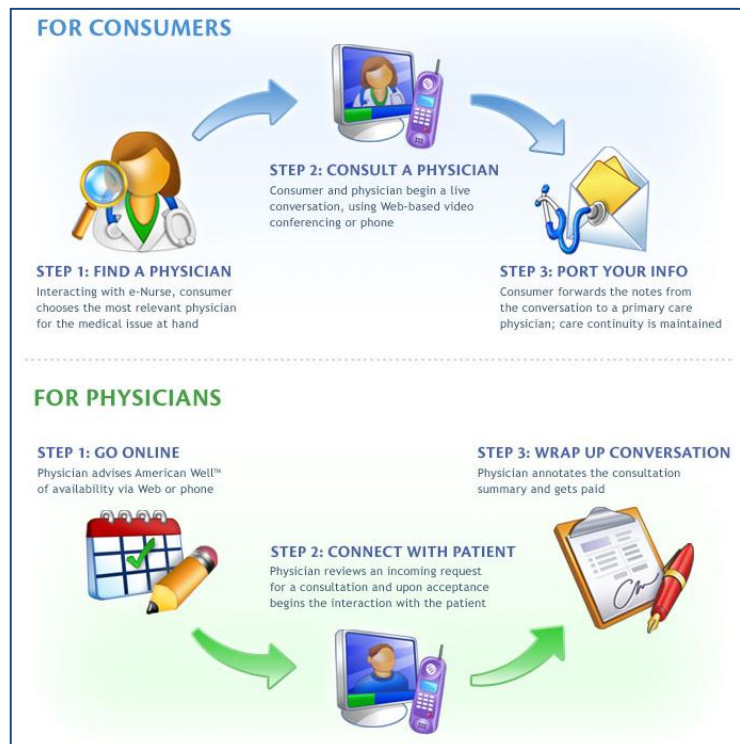 FOR CONSUMERS
STEP 2: CONSULT A PHYSICIAN
Consumer and physician begin a live
conversation, using Web-based video
conferencing or phone
STEP 1: FIND A PHYSICIAN
Interacting with e-Nurse, consumer
chooses the most relevant physician
for the medical issue at hand
STEP 3: PORT YOUR INFO
Consumer forwards the notes from
the conversation to a primary care
physician; care continuity is maintained
FOR PHYSICIANS
STEP 1: GO ONLINE
Physician advises American Well™
of availability via Web or phone
STEP 3: WRAP UP CONVERSATION
Physician annotates the consultation
summary and gets paid
STEP 2: CONNECT WITH PATIENT
Physician reviews an incoming request
for a consultation and upon acceptance
begins the interaction with the patient